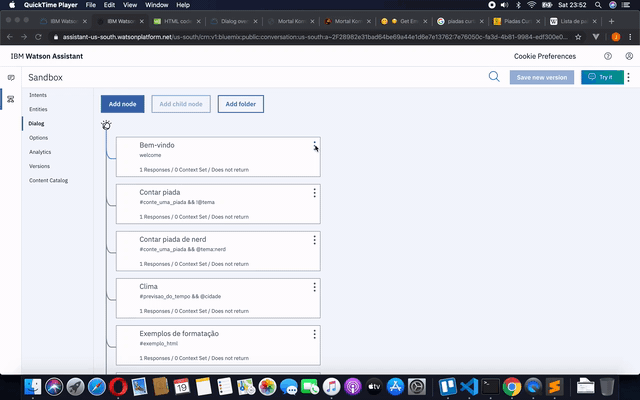 QuickTime Player File Edit View Window Help Sat 23:52
IBM W
IBM W
HTML code
Dialog over
Mortal Kom
Mortal Kom
Get Em
piadas curi
Piadas Curi
Lista de pa
assistant-us-south.watsonplatform.net/us-south/crn:v1:bluemix:public:conversation:us-south:a~2F28982e31bad64be69a44e1d6e7e13762:7e76050c-fa3d-4b81-9984-edf300e0...
IBM Watson Assistant
Cookie Preferences
Sandbox
Save new version
Try it
Intents
Entities
Dialog
Options
Analytics
Versions
Content Catalog
Add node
Add child node
Add folder
Bem-vindo
welcome
1 Responses / 0 Context Set / Does not return
Contar piada
#conte_uma_piada && !@tema
1 Responses / 0 Context Set / Does not return
Contar piada de nerd
#conte_uma_piada && @tema:nerd
1 Responses / 0 Context Set / Does not return
Clima
#previsao_do_tempo && @cidade
1 Responses / 0 Context Set / Does not return
Exemplos de formatação
#exemplo_html
1 Responses / 0 Context Set / Does not return
19